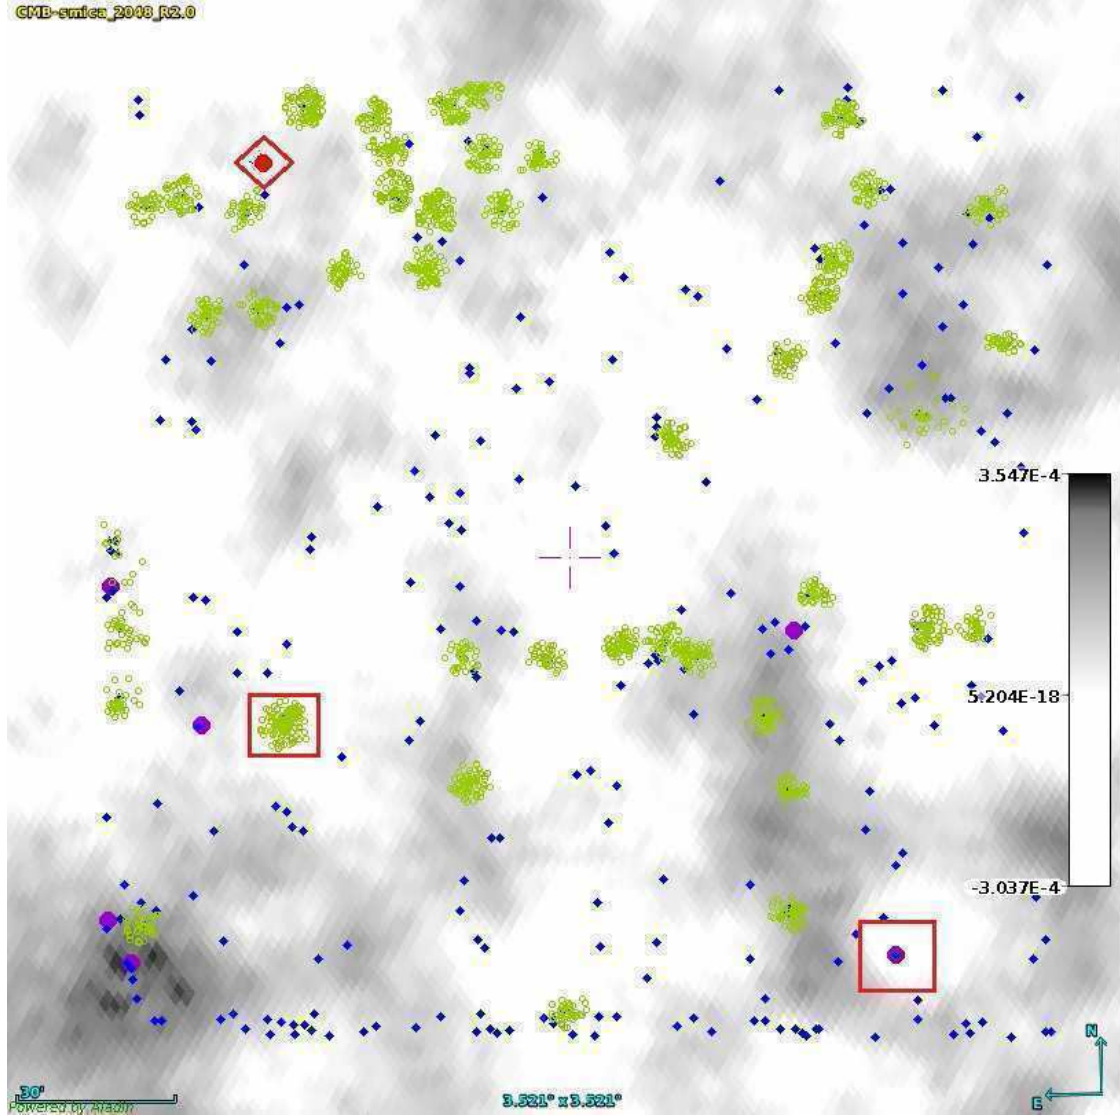 CMB-smica_2048_R2.0
3.547E-4
5.204E-18
-3.037E-4
N
30'
3.521° x 3.521°
E
Powered by Aladin